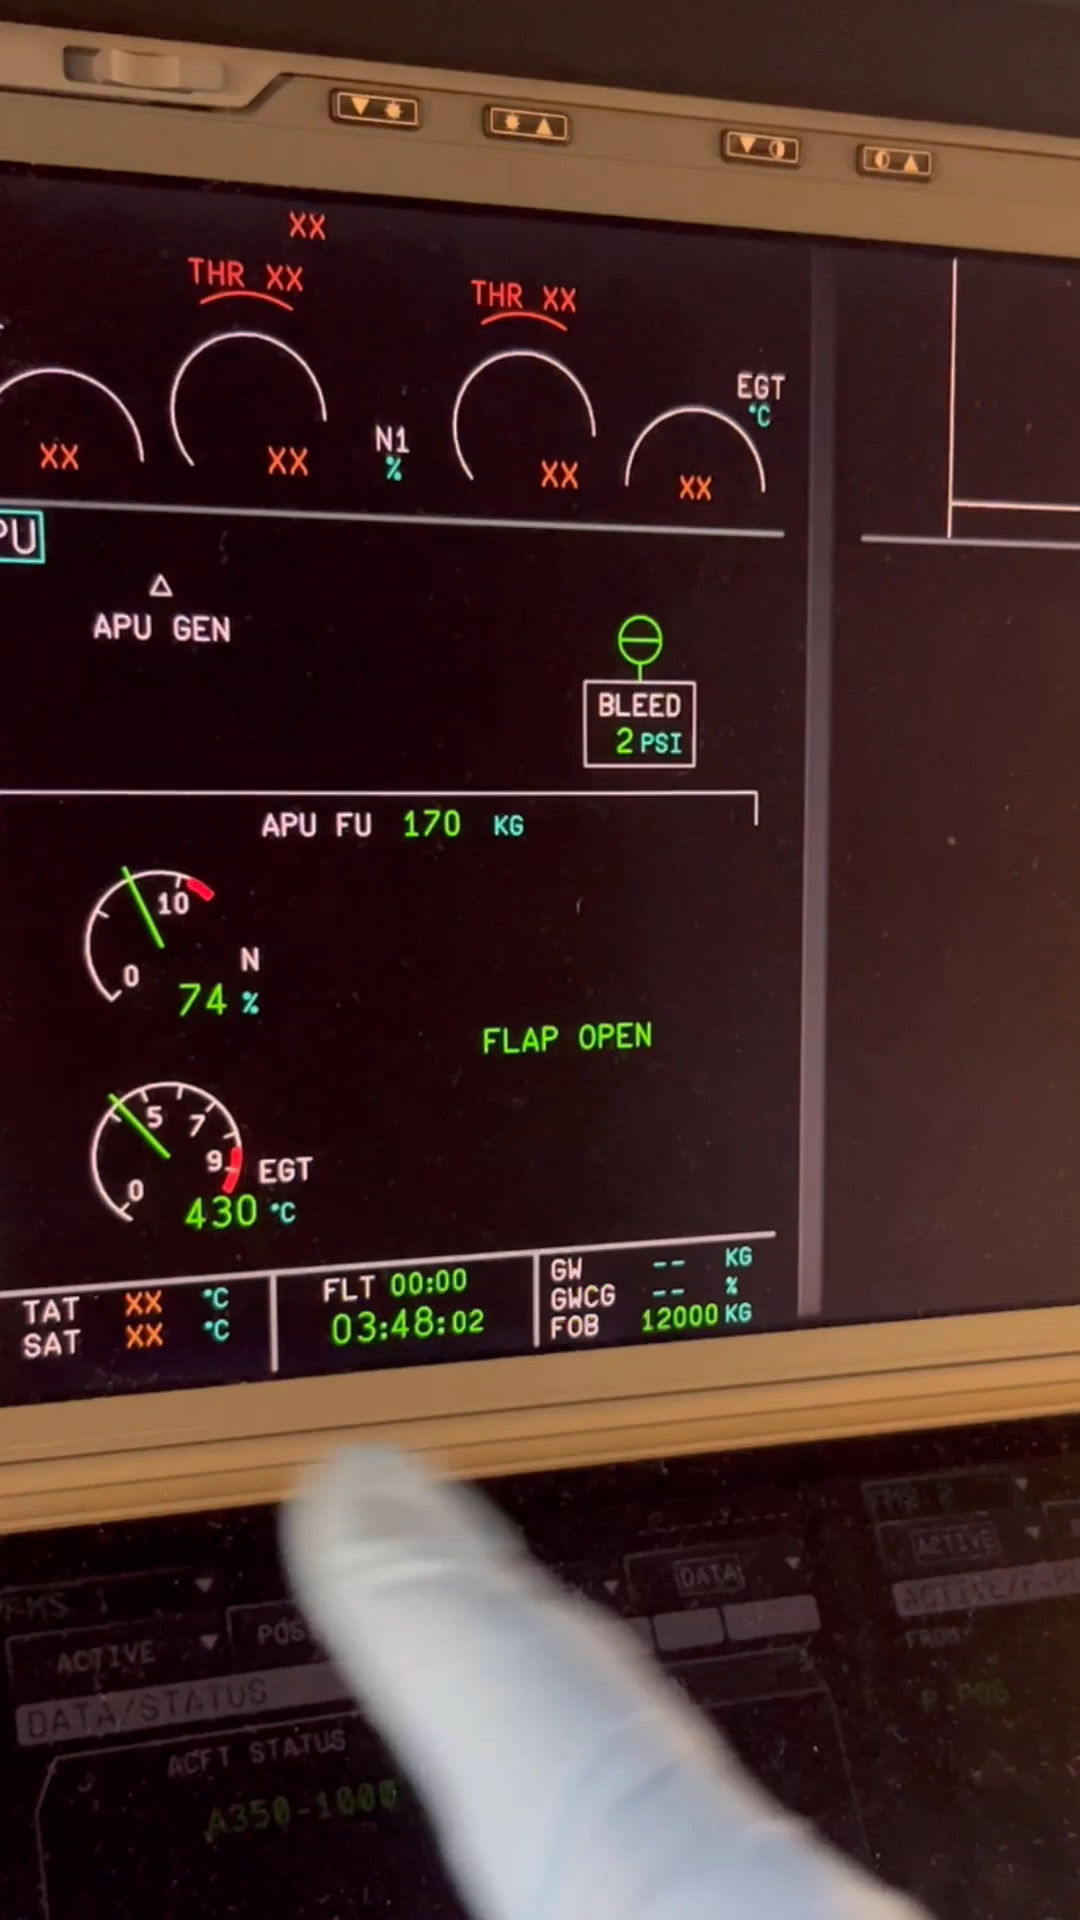 XX
THR XX THR XX
EGT
°C
N1
%
XX XX XX XX
PU
APU GEN
BLEED
2 PSI
APU FU 170 KG
10
0
N
74 %
FLAP OPEN
5 7
9
0
EGT
430 °C
TAT XX °C
SAT XX °C
FLT 00:00
03:48:02
GW -- KG
GWCG -- %
FOB 12000 KG
FMS 1
ACTIVE
POS
DATA
ACTIVE
DATA/STATUS
ACTIVE/F-PL
FROM
P.POS
ACFT STATUS
A350-1000